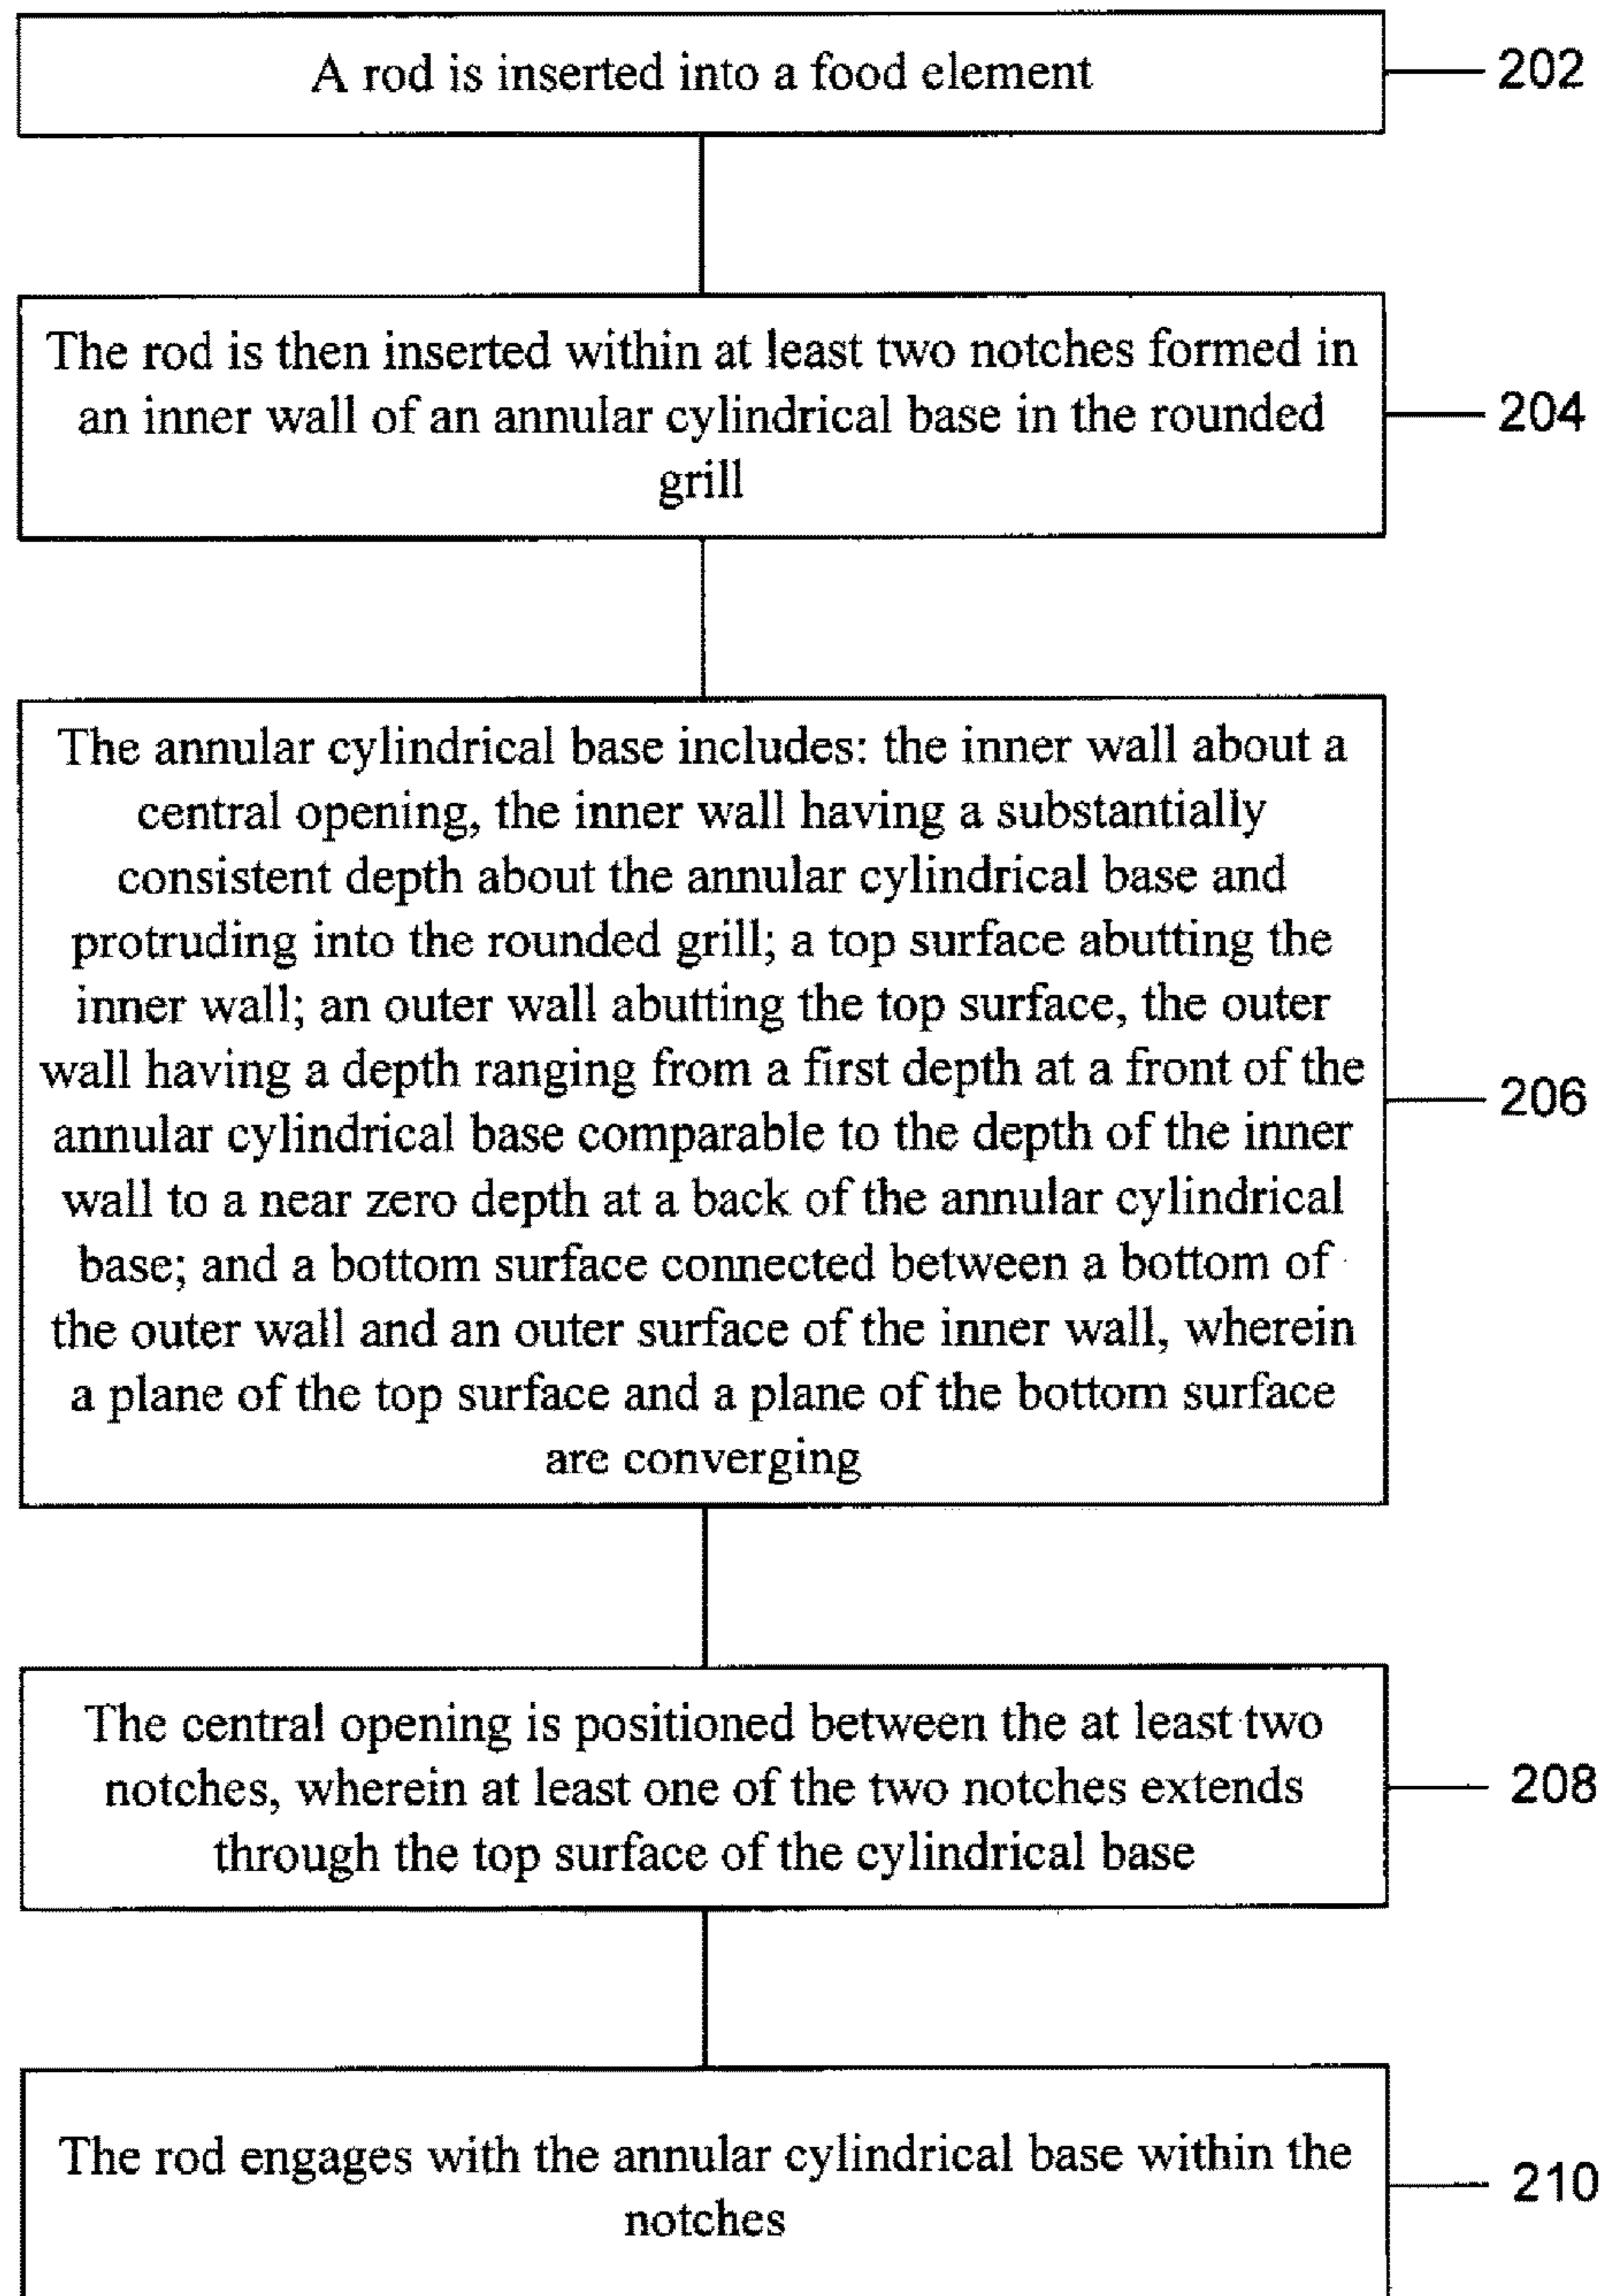 A rod is inserted into a food element
202
The rod is then inserted within at least two notches formed in
an inner wall of an annular cylindrical base in the rounded
grill
204
The annular cylindrical base includes: the inner wall about a
central opening, the inner wall having a substantially
consistent depth about the annular cylindrical base and
protruding into the rounded grill; a top surface abutting the
inner wall; an outer wall abutting the top surface, the outer
wall having a depth ranging from a first depth at a front of the
annular cylindrical base comparable to the depth of the inner
wall to a near zero depth at a back of the annular cylindrical
base; and a bottom surface connected between a bottom of
the outer wall and an outer surface of the inner wall, wherein
a plane of the top surface and a plane of the bottom surface
are converging
206
The central opening is positioned between the at least two
notches, wherein at least one of the two notches extends
through the top surface of the cylindrical base
208
The rod engages with the annular cylindrical base within the
notches
210